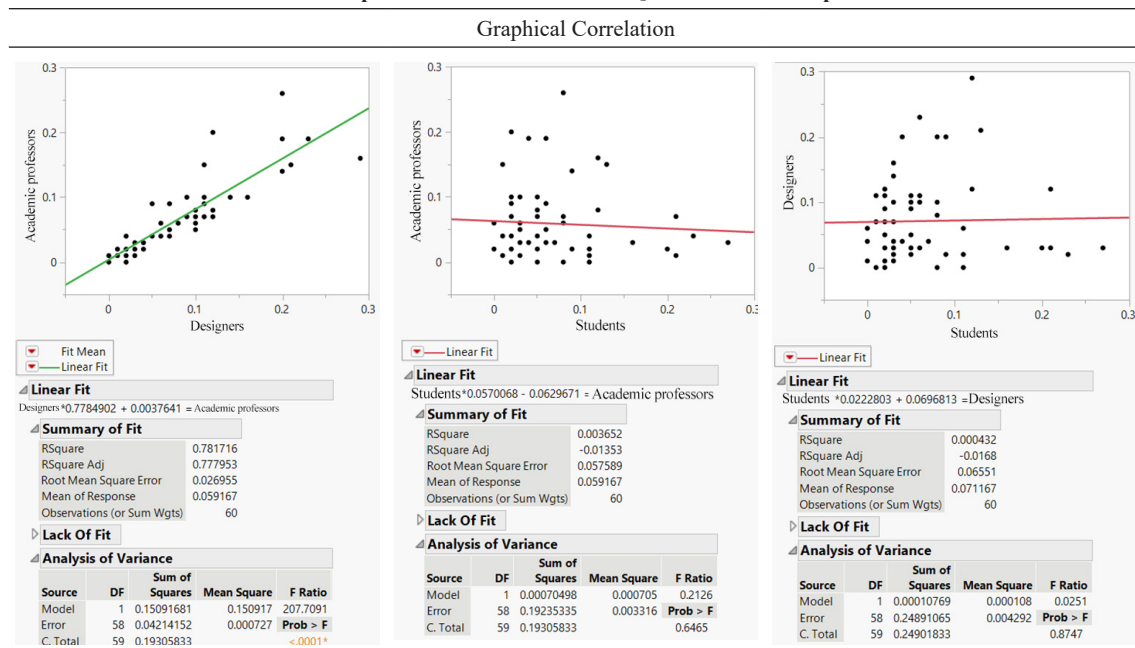 Graphical Correlation
0.3
0.2
0.1
0
Academic professors
0
0.1
0.2
0.3
Designers
Fit Mean
Linear Fit
Linear Fit
Designers*0.7784902 + 0.0037641 = Academic professors
Summary of Fit
RSquare 0.781716
RSquare Adj 0.777953
Root Mean Square Error 0.026955
Mean of Response 0.059167
Observations (or Sum Wgts) 60
Lack Of Fit
Analysis of Variance
Sum of
Source DF Squares Mean Square F Ratio
Model 1 0.15091681 0.150917 207.7091
Error 58 0.04214152 0.000727 Prob > F
C. Total 59 0.19305833 <.0001*
0.3
0.2
0.1
0
Academic professors
0
0.1
0.2
0.3
Students
Linear Fit
Linear Fit
Students*0.0570068 - 0.0629671 = Academic professors
Summary of Fit
RSquare 0.003652
RSquare Adj -0.01353
Root Mean Square Error 0.057589
Mean of Response 0.059167
Observations (or Sum Wgts) 60
Lack Of Fit
Analysis of Variance
Sum of
Source DF Squares Mean Square F Ratio
Model 1 0.00070498 0.000705 0.2126
Error 58 0.19235335 0.003316 Prob > F
C. Total 59 0.19305833 0.6465
0.3
0.2
0.1
0
Designers
0
0.1
0.2
0.3
Students
Linear Fit
Linear Fit
Students *0.0222803 + 0.0696813 =Designers
Summary of Fit
RSquare 0.000432
RSquare Adj -0.0168
Root Mean Square Error 0.06551
Mean of Response 0.071167
Observations (or Sum Wgts) 60
Lack Of Fit
Analysis of Variance
Sum of
Source DF Squares Mean Square F Ratio
Model 1 0.00010769 0.000108 0.0251
Error 58 0.24891065 0.004292 Prob > F
C. Total 59 0.24901833 0.8747